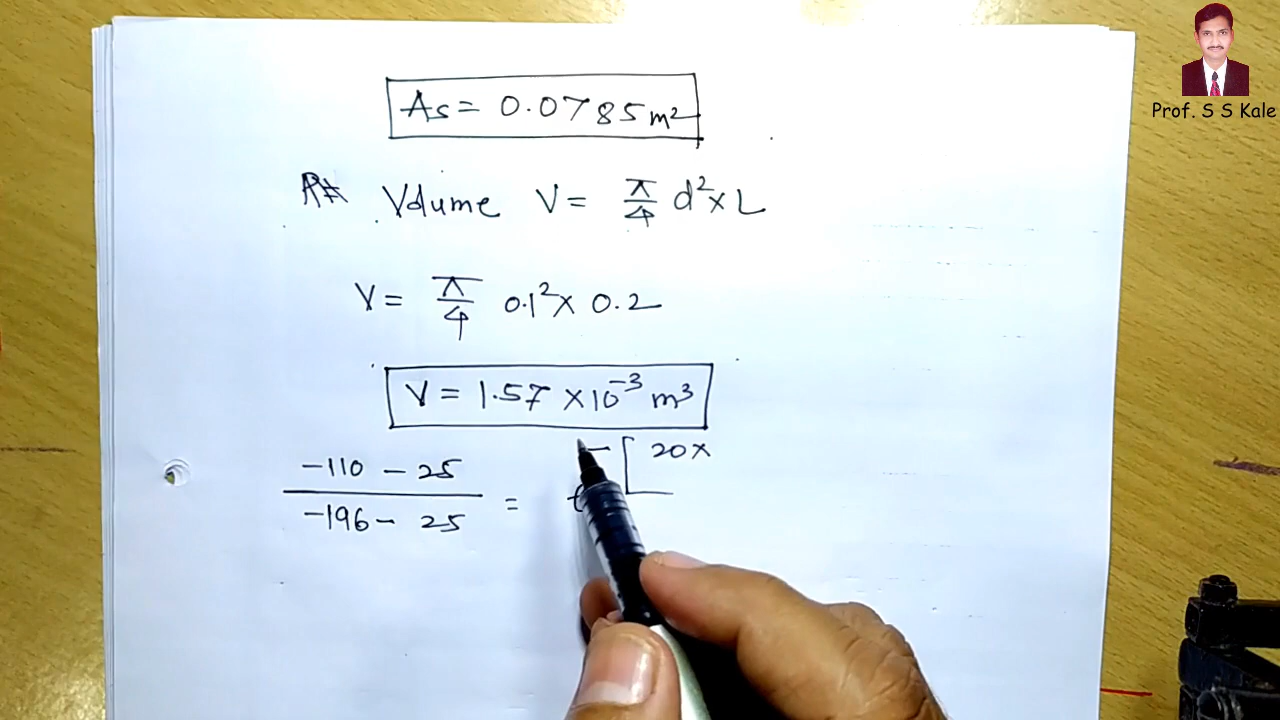 Prof. S S Kale
As = 0.0785 m²
Volume V = π/4 d² x L
V = π/4 0.1² x 0.2
V = 1.57 x 10⁻³ m³
-110 - 25 / -196 - 25 = - [ 20 x